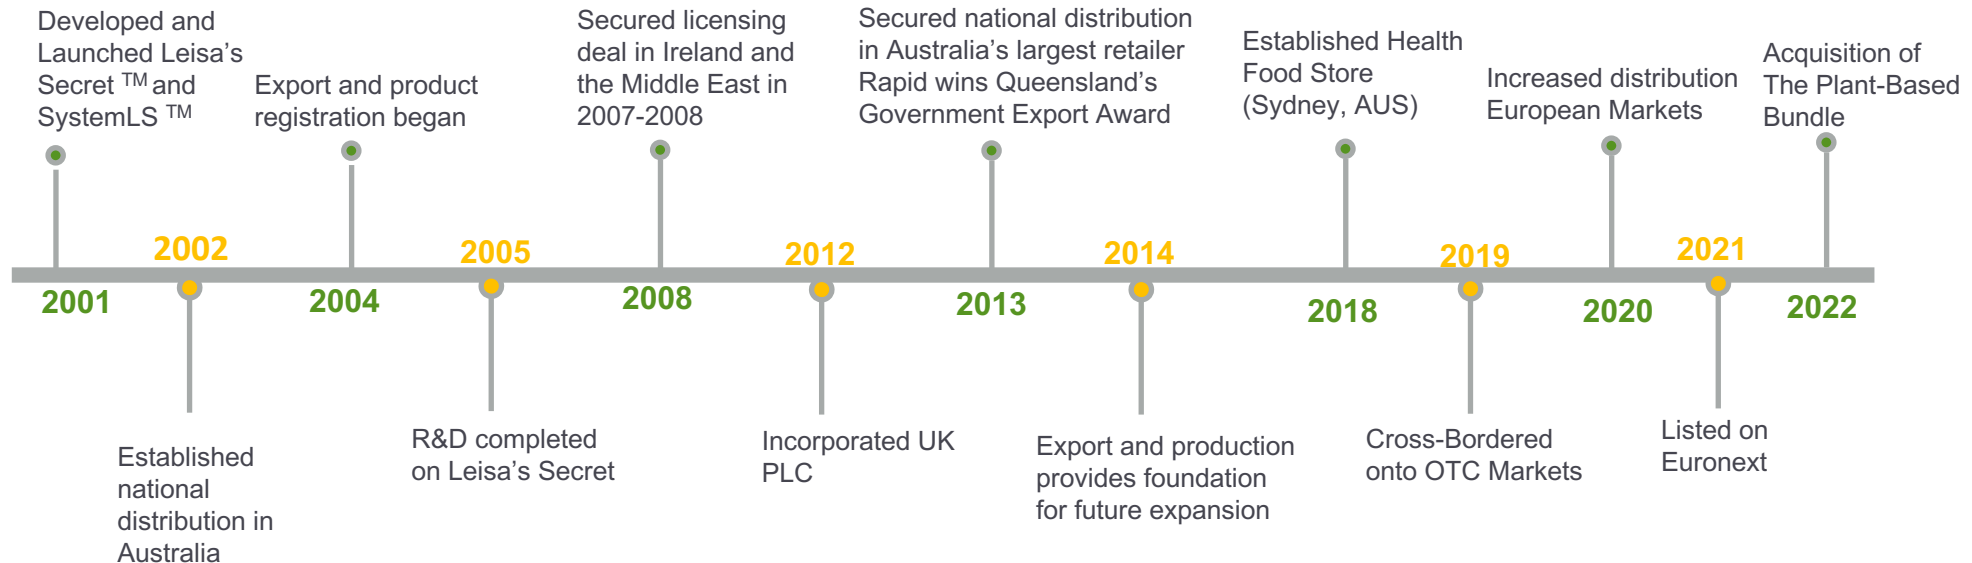 Developed and
Launched Leisa’s
Secret ™ and
SystemLS ™
Export and product
registration began
Secured licensing
deal in Ireland and
the Middle East in
2007-2008
Secured national distribution
in Australia’s largest retailer
Rapid wins Queensland’s
Government Export Award
Established Health
Food Store
(Sydney, AUS)
Increased distribution
European Markets
Acquisition of
The Plant-Based
Bundle
2001
2002
2004
2005
2008
2012
2013
2014
2018
2019
2020
2021
2022
Established
national
distribution in
Australia
R&D completed
on Leisa’s Secret
Incorporated UK
PLC
Export and production
provides foundation
for future expansion
Cross-Bordered
onto OTC Markets
Listed on
Euronext